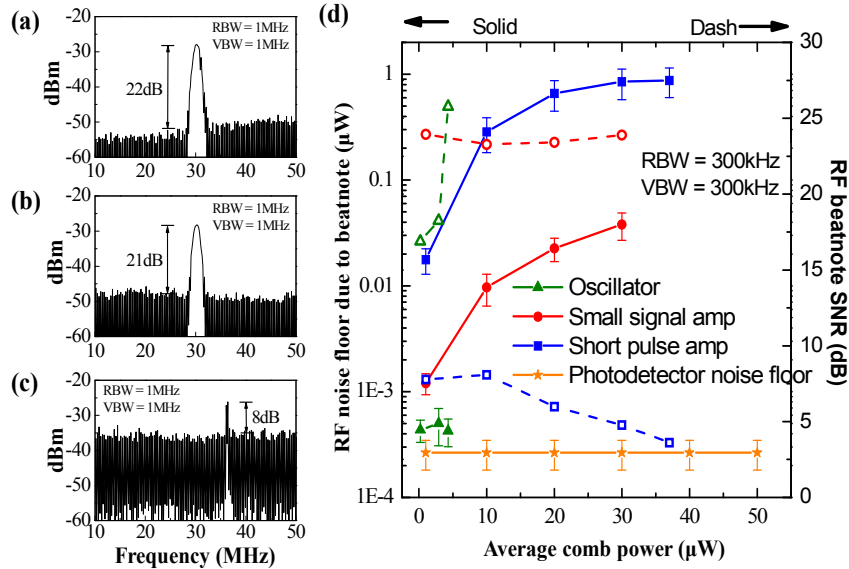 (a)
RBW = 1MHz
VBW = 1MHz
-20
-30
-40
-50
-60
dBm
22dB
10 20 30 40 50
(b)
RBW = 1MHz
VBW = 1MHz
-20
-30
-40
-50
-60
dBm
21dB
10 20 30 40 50
(c)
RBW = 1MHz
VBW = 1MHz
-20
-30
-40
-50
-60
dBm
8dB
10 20 30 40 50
Frequency (MHz)
(d)
Solid
Dash
RF noise floor due to beatnote (μW)
1
0.1
0.01
1E-3
1E-4
RBW = 300kHz
VBW = 300kHz
Oscillator
Small signal amp
Short pulse amp
Photodetector noise floor
30
25
20
15
10
5
0
RF beatnote SNR (dB)
0 10 20 30 40 50
Average comb power (μW)